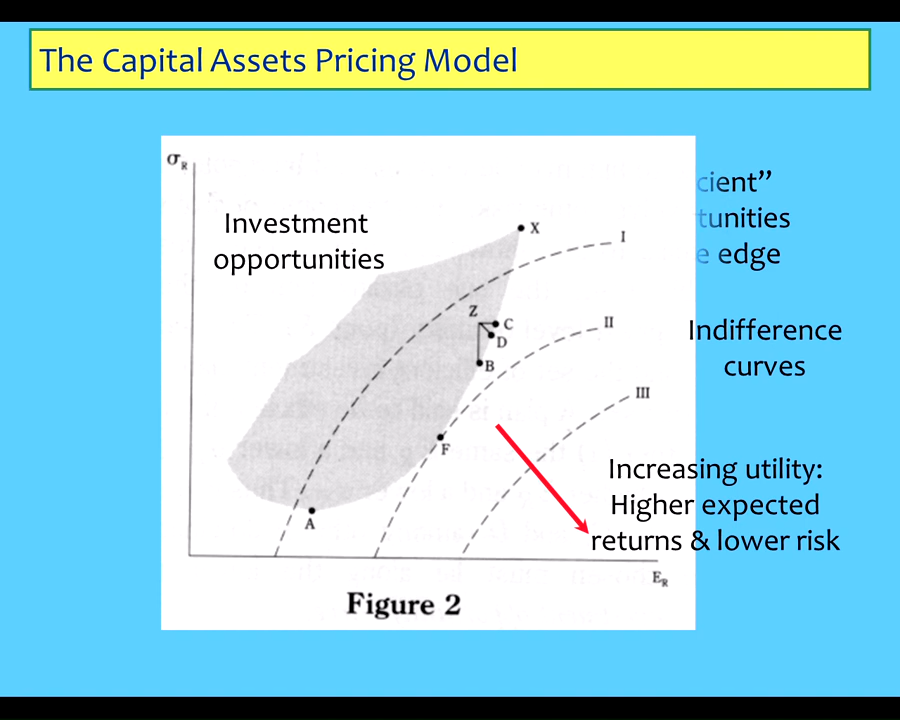 The Capital Assets Pricing Model
σR
Investment
opportunities
cient”
tunities
edge
X
I
Z
C
D
B
II
Indifference
curves
III
F
A
Increasing utility:
Higher expected
returns & lower risk
ER
Figure 2